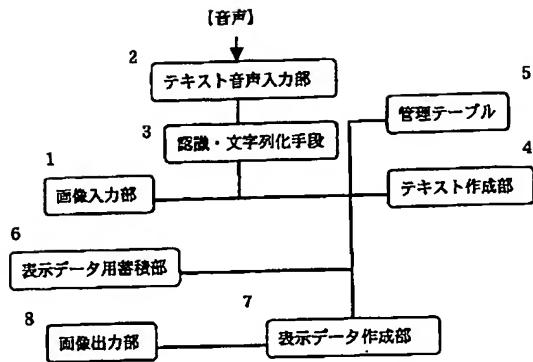 【音声】
2
テキスト音声入力部
5
管理テーブル
3
認識・文字列化手段
4
テキスト作成部
1
画像入力部
6
表示データ用蓄積部
7
表示データ作成部
8
画像出力部